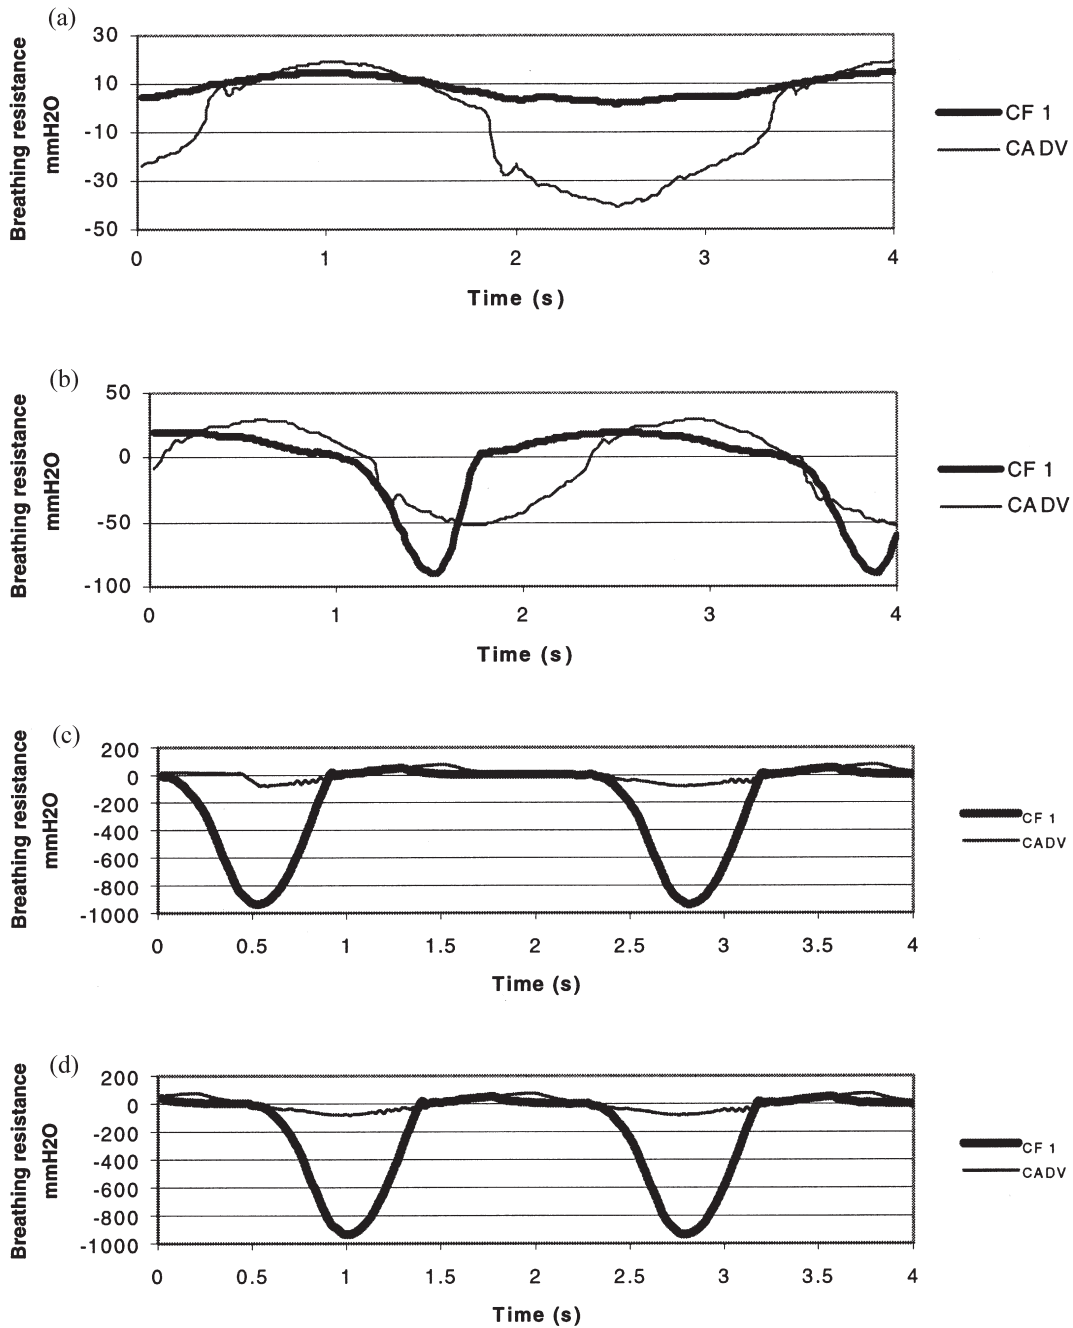 (a)
30
10
-10
-30
-50
Breathing resistance
mmH2O
0 1 2 3 4
Time (s)
CF 1
CADV
(b)
50
0
-50
-100
Breathing resistance
mmH2O
0 1 2 3 4
Time (s)
CF 1
CADV
(c)
200
0
-200
-400
-600
-800
-1000
Breathing resistance
mmH2O
0 0.5 1 1.5 2 2.5 3 3.5 4
Time (s)
CF 1
CADV
(d)
200
0
-200
-400
-600
-800
-1000
Breathing resistance
mmH2O
0 0.5 1 1.5 2 2.5 3 3.5 4
Time (s)
CF 1
CADV